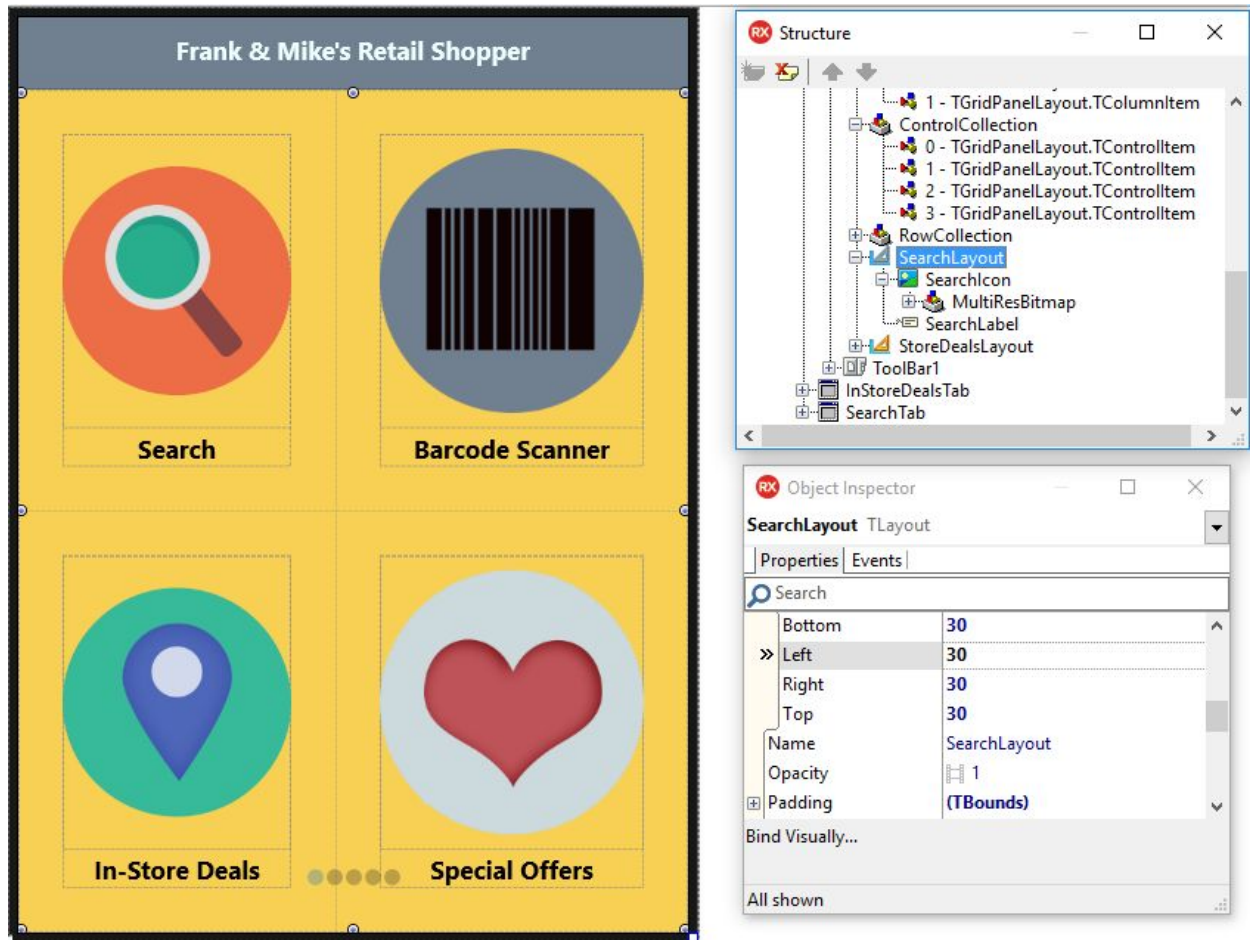 Frank & Mike's Retail Shopper
Search
Barcode Scanner
In-Store Deals
Special Offers
RX Structure
1 - TGridPanelLayout.TColumnItem
ControlCollection
0 - TGridPanelLayout.TControlItem
1 - TGridPanelLayout.TControlItem
2 - TGridPanelLayout.TControlItem
3 - TGridPanelLayout.TControlItem
RowCollection
SearchLayout
SearchIcon
MultiResBitmap
SearchLabel
StoreDealsLayout
ToolBar1
InStoreDealsTab
SearchTab
RX Object Inspector
SearchLayout TLayout
Properties Events
Search
Bottom 30
Left 30
Right 30
Top 30
Name SearchLayout
Opacity 1
Padding (TBounds)
Bind Visually...
All shown